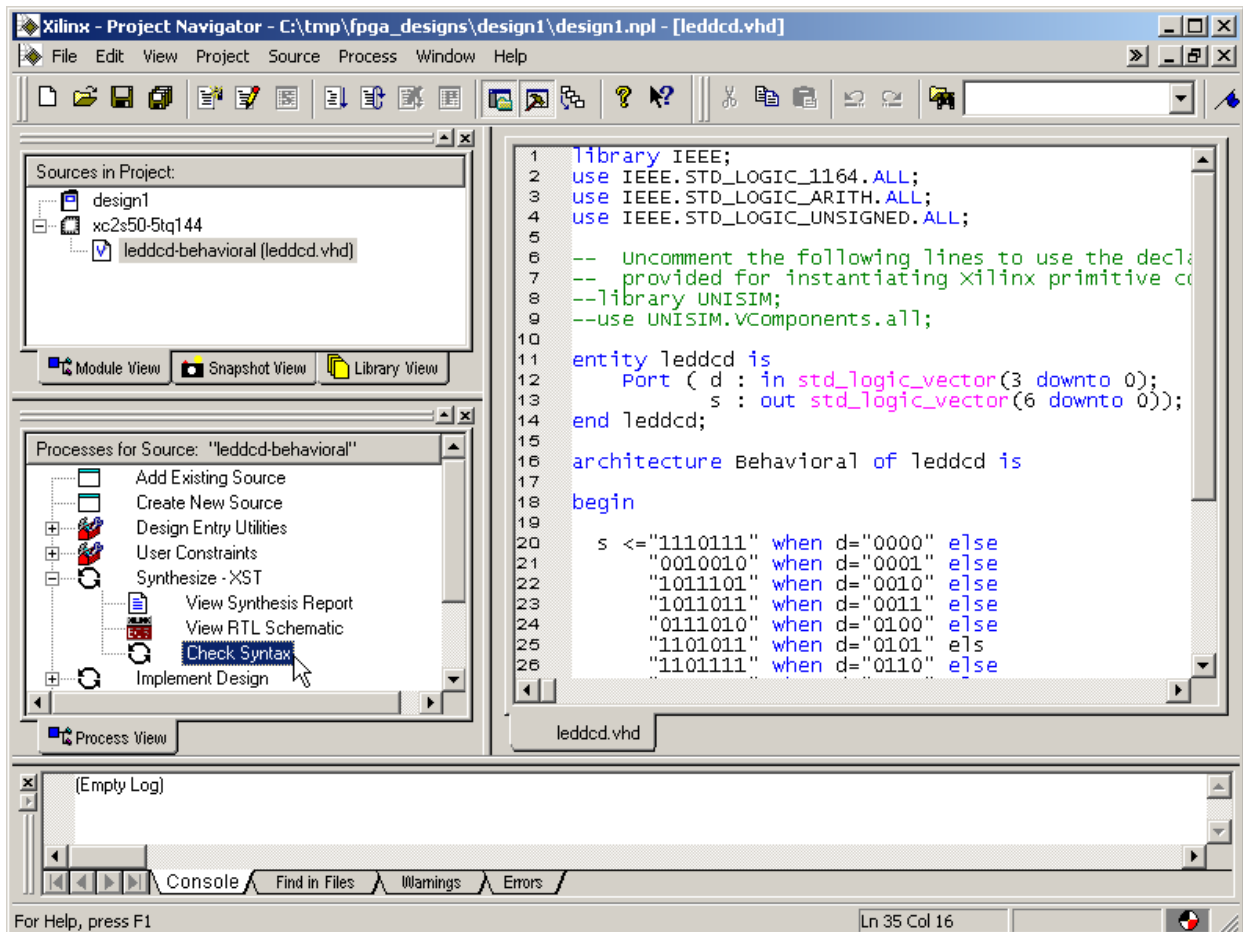 Xilinx - Project Navigator - C:\tmp\fpga_designs\design1\design1.npl - [leddcd.vhd]
File Edit View Project Source Process Window Help
Sources in Project:
design1
xc2s50-5tq144
leddcd-behavioral (leddcd.vhd)
Module View Snapshot View Library View
Processes for Source: "leddcd-behavioral"
Add Existing Source
Create New Source
Design Entry Utilities
User Constraints
Synthesize - XST
View Synthesis Report
View RTL Schematic
Check Syntax
Implement Design
Process View
1 library IEEE;
2 use IEEE.STD_LOGIC_1164.ALL;
3 use IEEE.STD_LOGIC_ARITH.ALL;
4 use IEEE.STD_LOGIC_UNSIGNED.ALL;
5
6 -- Uncomment the following lines to use the decla
7 -- provided for instantiating Xilinx primitive co
8 --library UNISIM;
9 --use UNISIM.VComponents.all;
10
11 entity leddcd is
12 Port ( d : in std_logic_vector(3 downto 0);
13 s : out std_logic_vector(6 downto 0));
14 end leddcd;
15
16 architecture Behavioral of leddcd is
17
18 begin
19
20 s <="1110111" when d="0000" else
21 "0010010" when d="0001" else
22 "1011101" when d="0010" else
23 "1011011" when d="0011" else
24 "0111010" when d="0100" else
25 "1101011" when d="0101" els
26 "1101111" when d="0110" else
leddcd.vhd
(Empty Log)
Console Find in Files Warnings Errors
For Help, press F1 Ln 35 Col 16